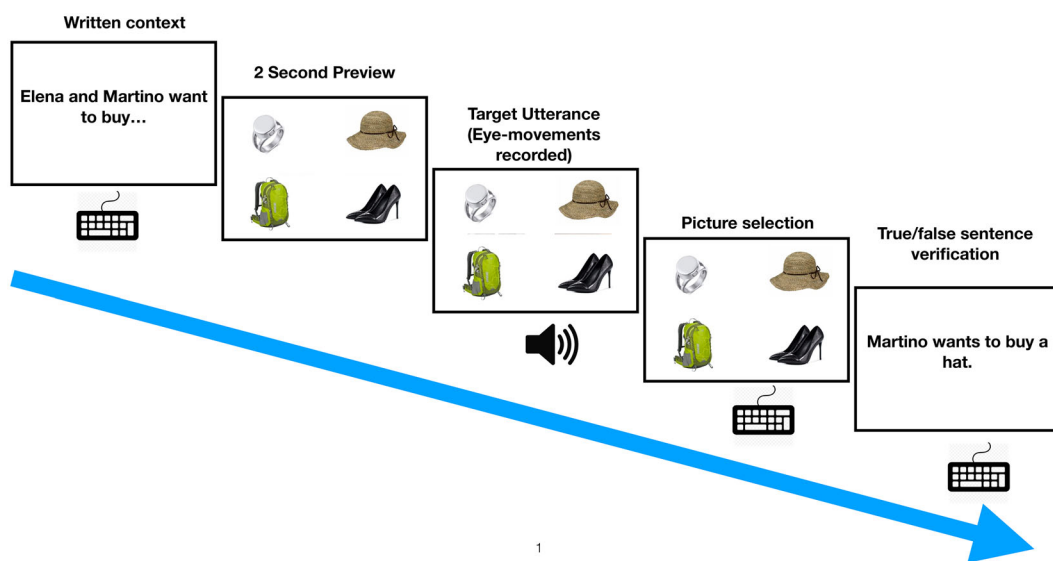 Written context
Elena and Martino want
to buy…
2 Second Preview
Target Utterance
(Eye-movements
recorded)
Picture selection
True/false sentence
verification
Martino wants to buy a
hat.
1